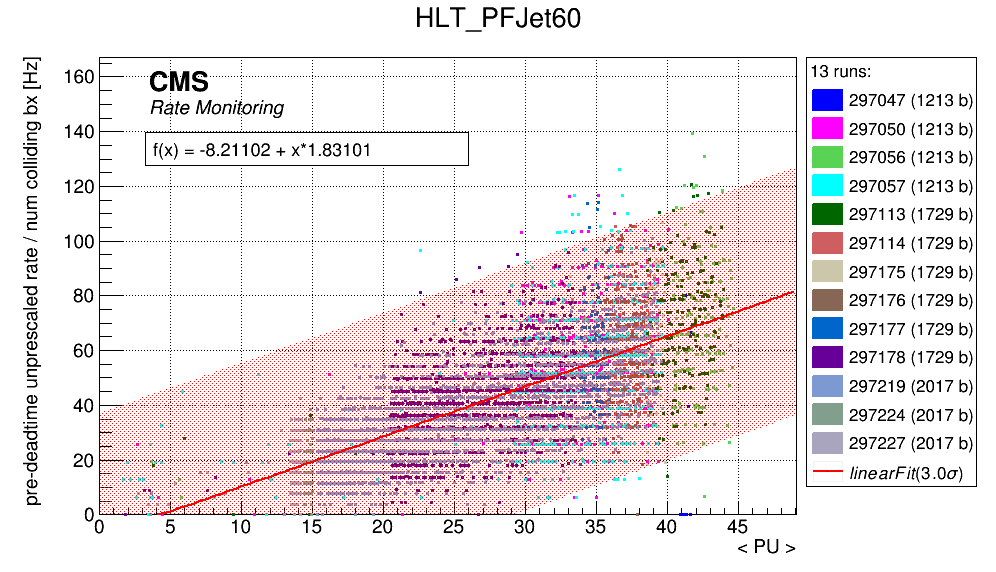 HLT_PFJet60
pre-deadtime unprescaled rate / num colliding bx [Hz]
160
140
120
100
80
60
40
20
0
CMS
Rate Monitoring
f(x) = -8.21102 + x*1.83101
0 5 10 15 20 25 30 35 40 45
< PU >
13 runs:
297047 (1213 b)
297050 (1213 b)
297056 (1213 b)
297057 (1213 b)
297113 (1729 b)
297114 (1729 b)
297175 (1729 b)
297176 (1729 b)
297177 (1729 b)
297178 (1729 b)
297219 (2017 b)
297224 (2017 b)
297227 (2017 b)
linearFit(3.0σ)